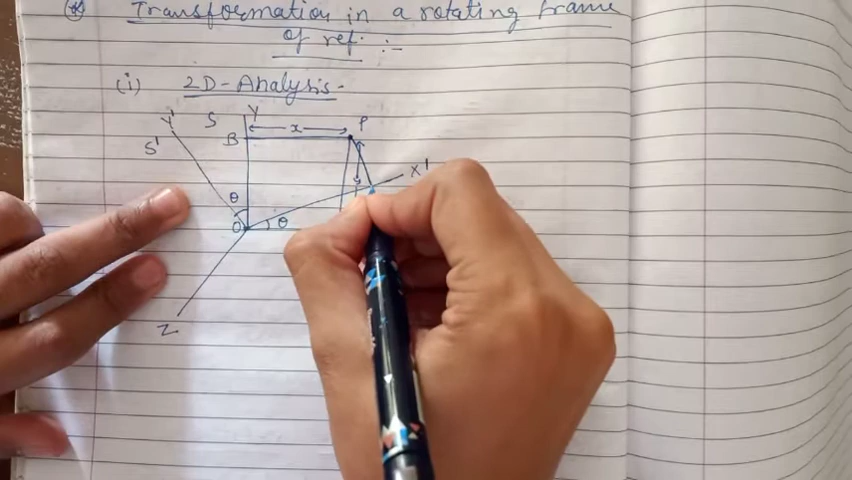 Transformation in a rotating frame
of ref. :-
(i) 2D-Analysis-
Y' S Y
S' B x P
X'
θ
O θ
Z